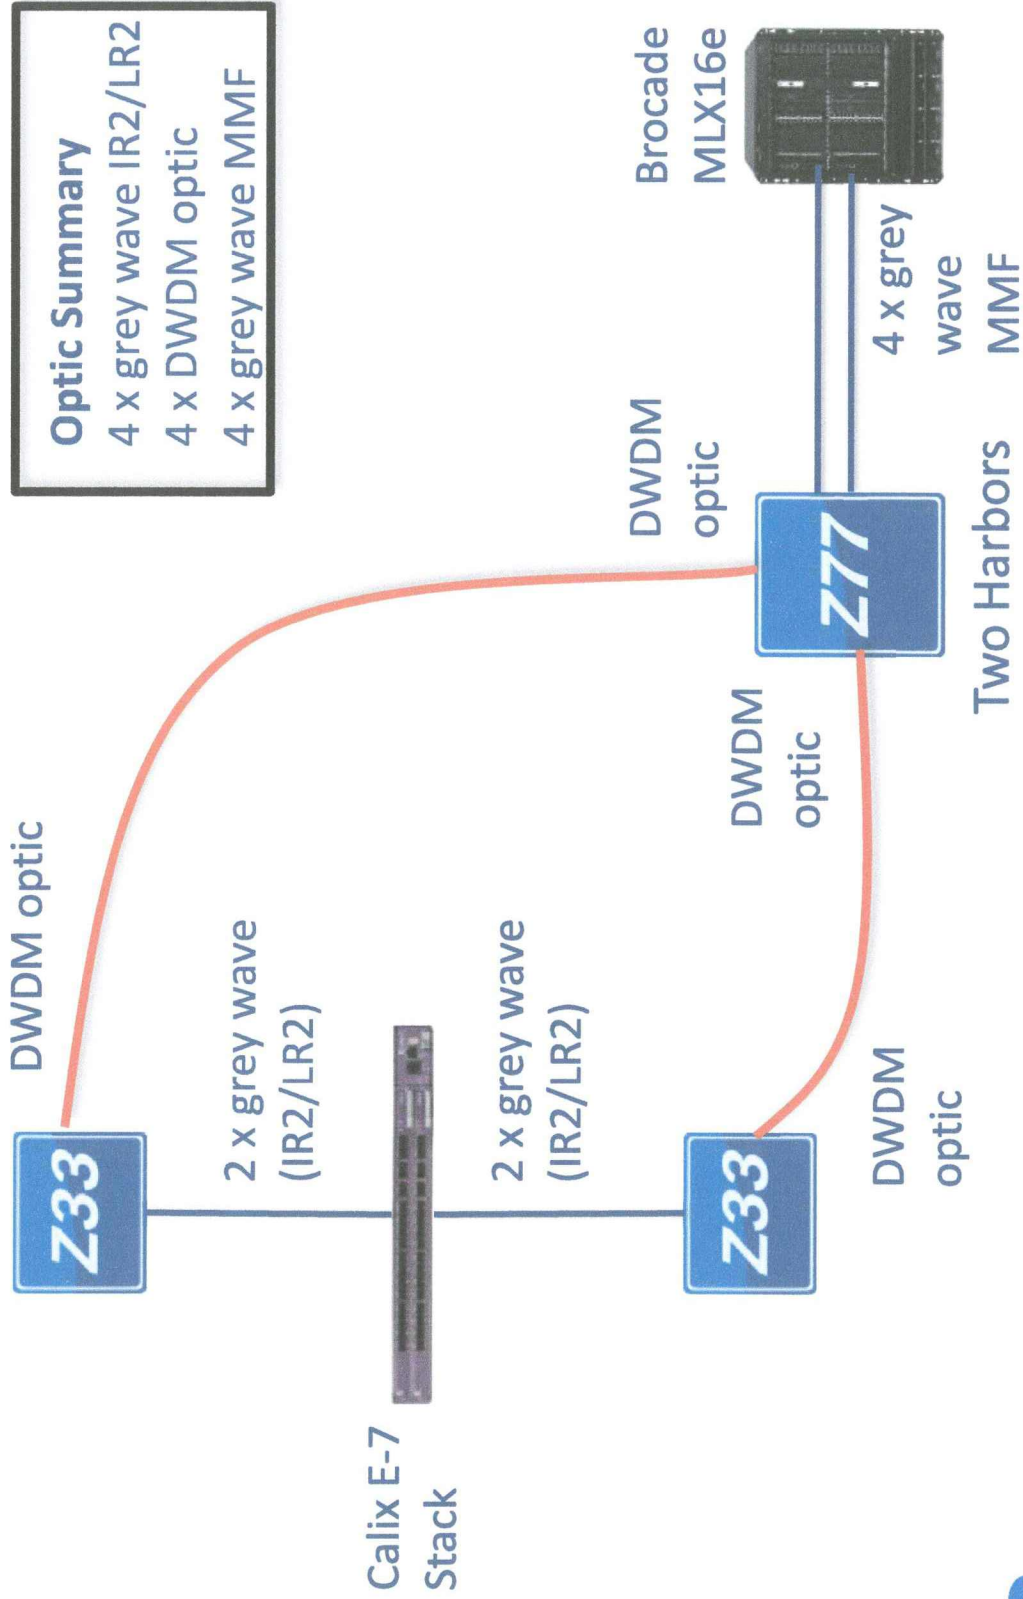 Optic Summary
4 x grey wave IR2/LR2
4 x DWDM optic
4 x grey wave MMF
DWDM optic
Z33
2 x grey wave
(IR2/LR2)
Calix E-7
Stack
2 x grey wave
(IR2/LR2)
Z33
DWDM
optic
DWDM
optic
DWDM
optic
Z77
Two Harbors
Brocade
MLX16e
4 x grey
wave
MMF